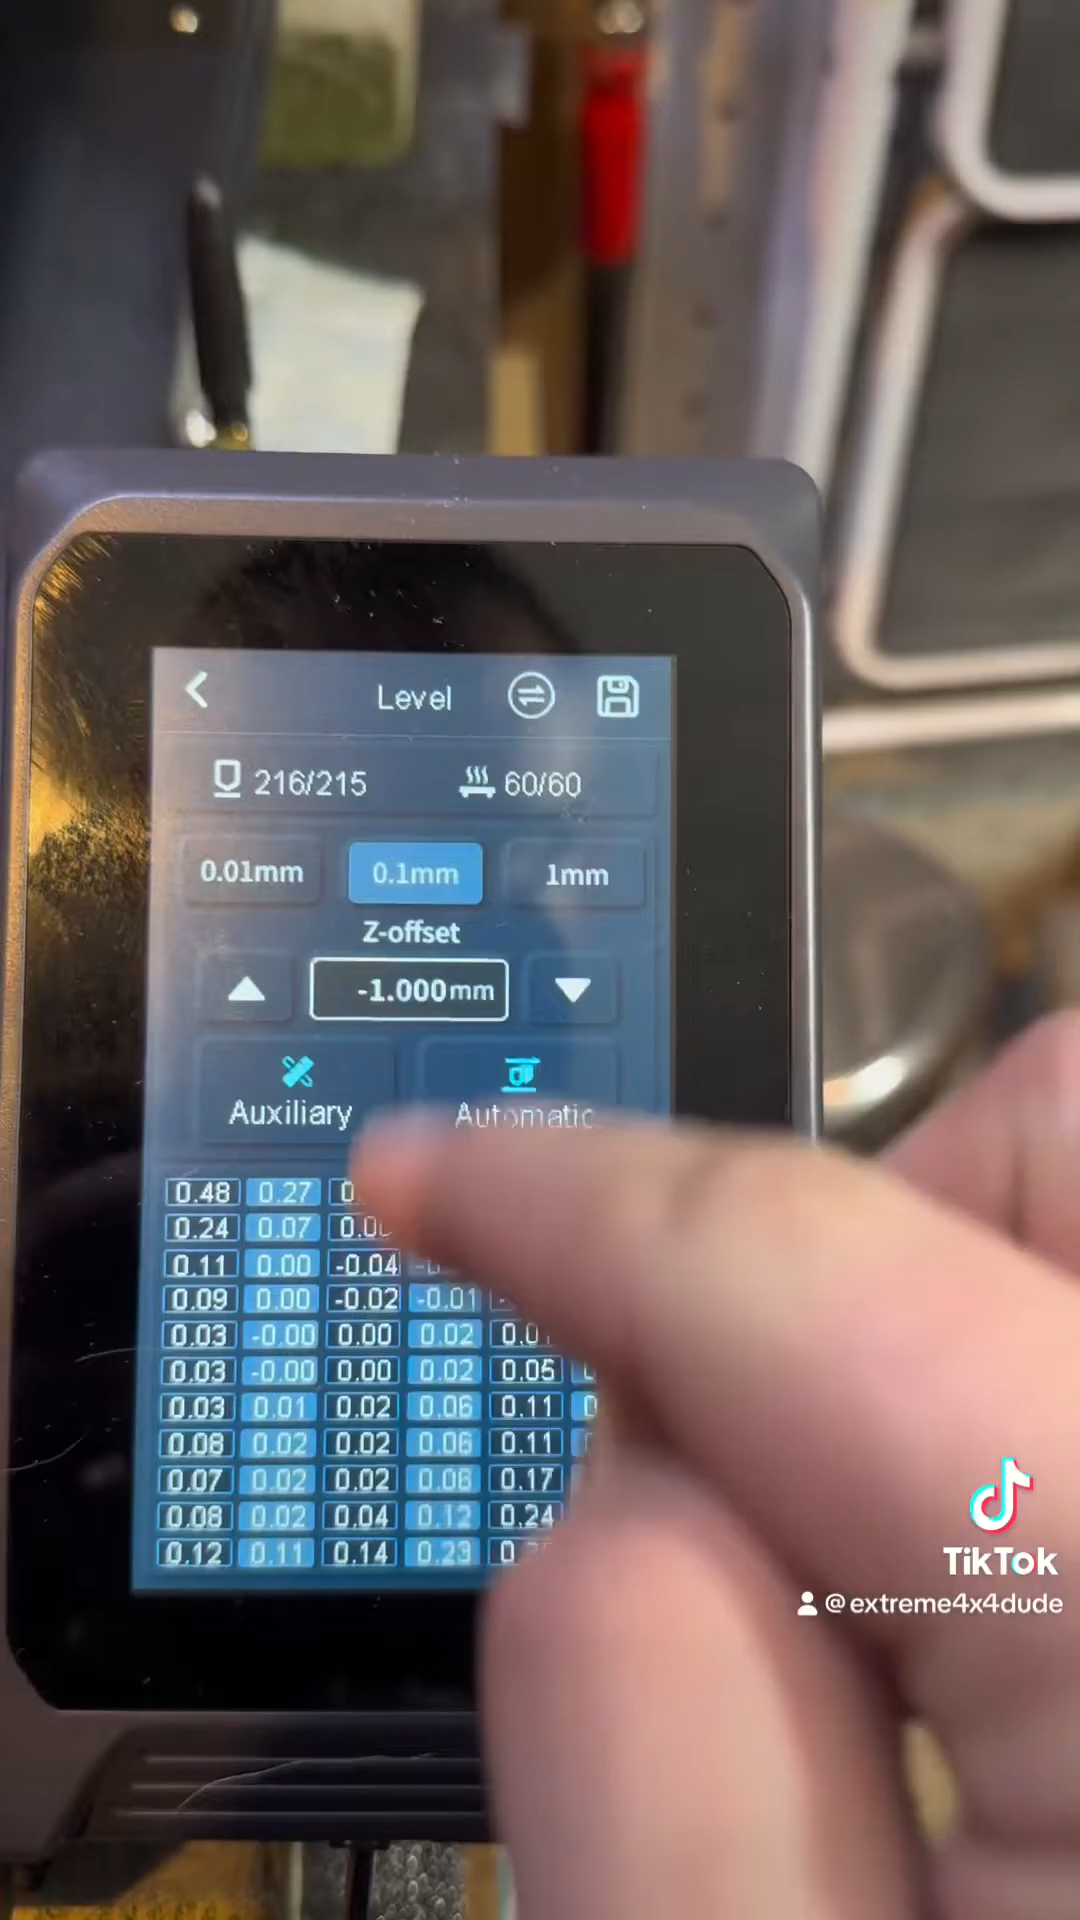 Level
216/215 60/60
0.01mm 0.1mm 1mm
Z-offset
-1.000mm
Auxiliary Automatic
0.48 0.27
0.24 0.07
0.11 0.00 -0.04
0.09 0.00 -0.02 -0.01
0.03 -0.00 0.00 0.02
0.03 -0.00 0.00 0.02 0.05
0.03 0.01 0.02 0.06 0.11
0.08 0.02 0.02 0.06 0.11
0.07 0.02 0.02 0.08 0.17
0.08 0.02 0.04 0.12 0.24
0.12 0.11 0.14 0.23
TikTok
@extreme4x4dude